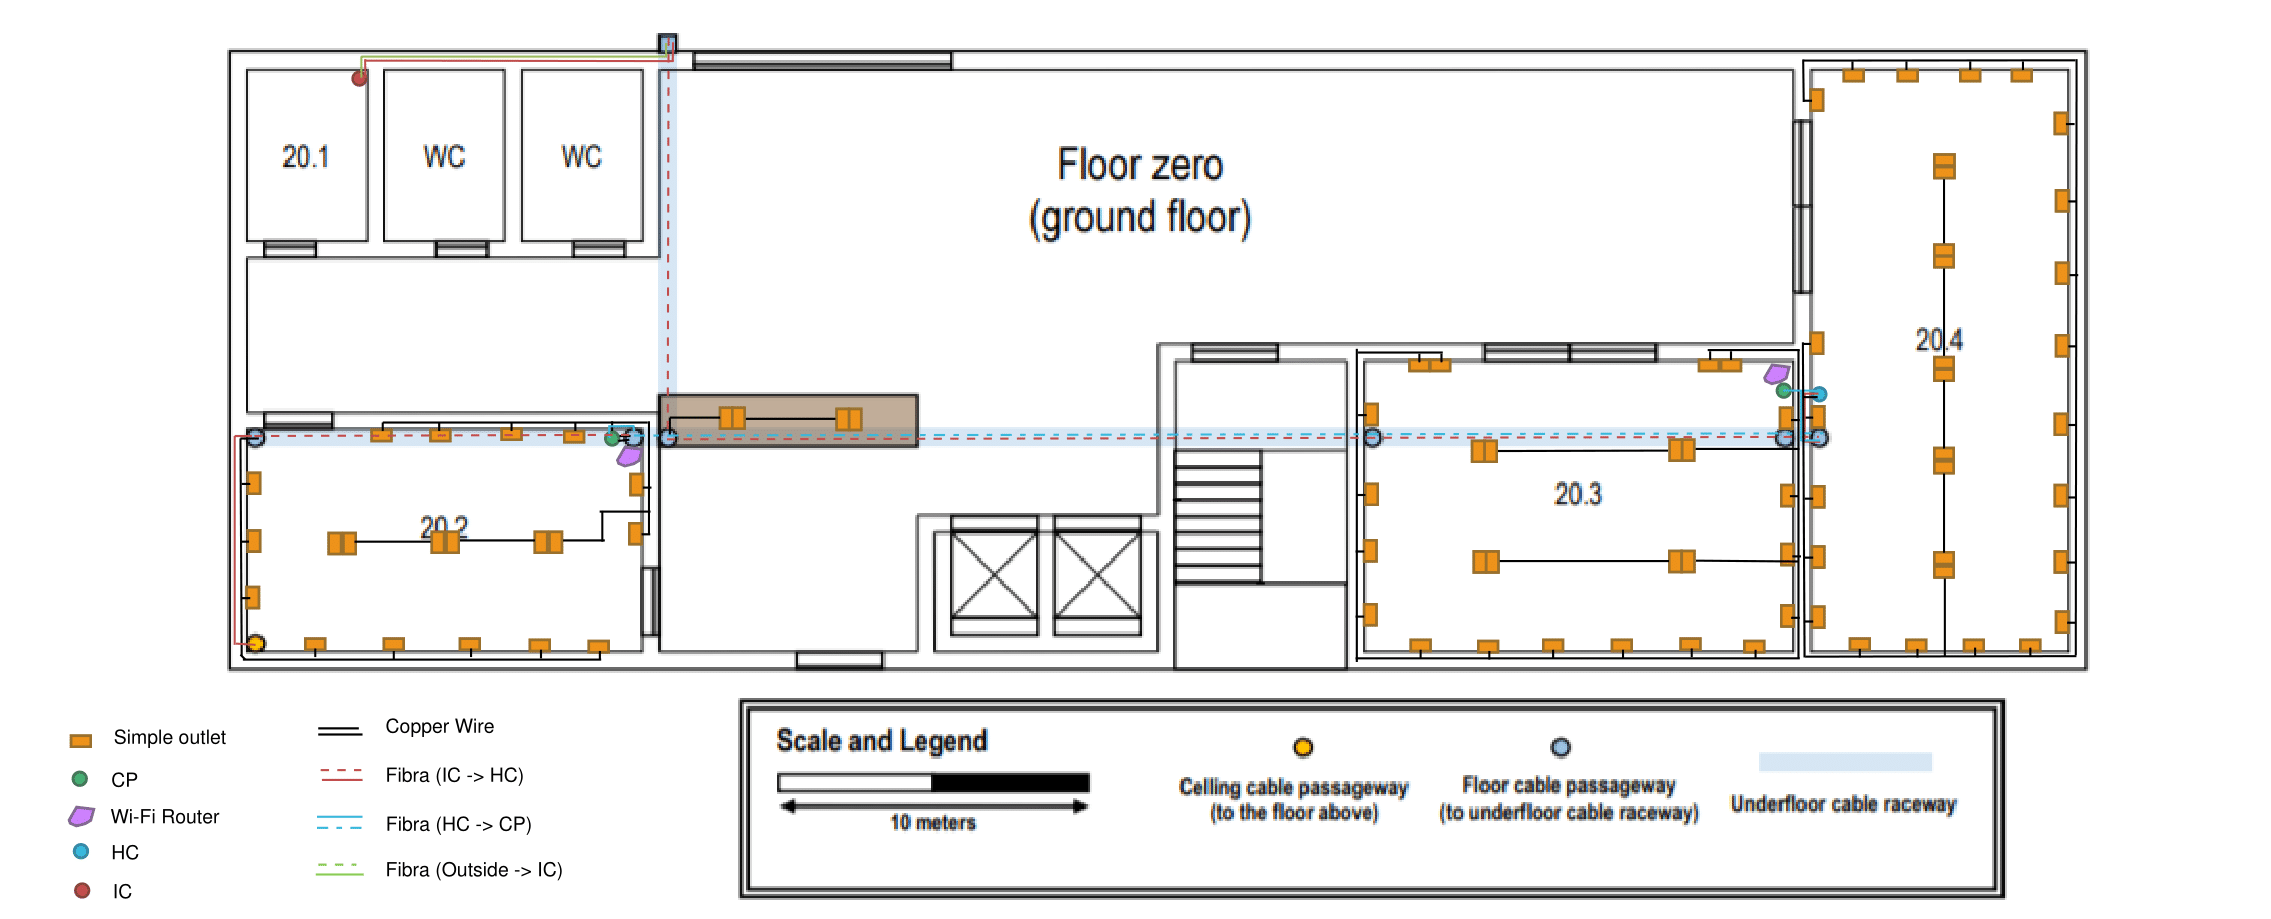 20.1
WC
WC
Floor zero
(ground floor)
20.4
20.2
20.3
Simple outlet
CP
Wi-Fi Router
HC
IC
Copper Wire
Fibra (IC -> HC)
Fibra (HC -> CP)
Fibra (Outside -> IC)
Scale and Legend
10 meters
Celling cable passageway
(to the floor above)
Floor cable passageway
(to underfloor cable raceway)
Underfloor cable raceway